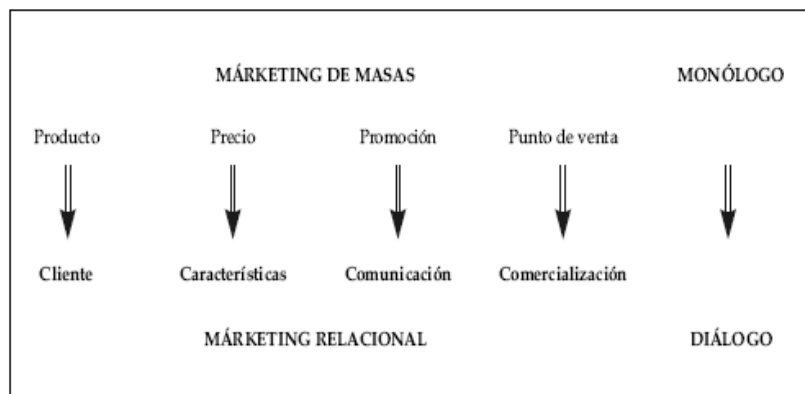 MÁRKETING DE MASAS MONÓLOGO
Producto Precio Promoción Punto de venta
Cliente Características Comunicación Comercialización
MÁRKETING RELACIONAL DIÁLOGO